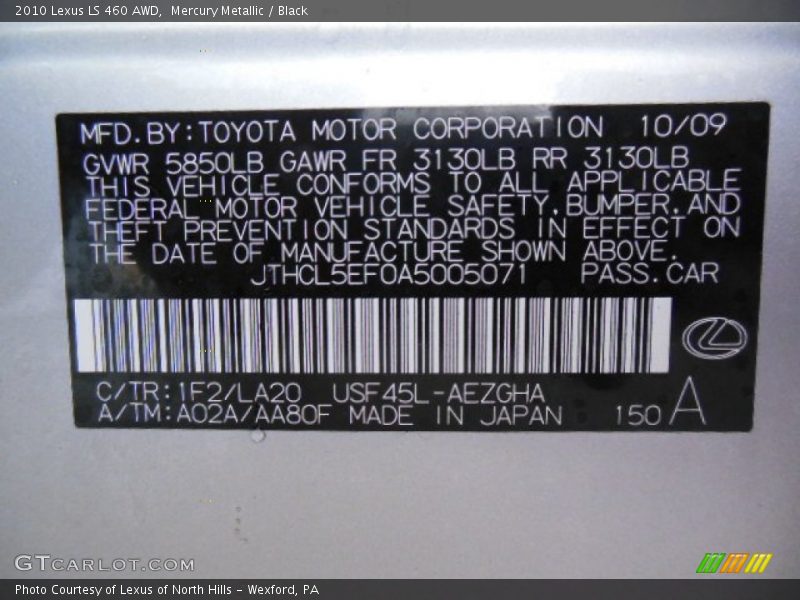 2010 Lexus LS 460 AWD,  Mercury Metallic / Black
MFD.BY:TOYOTA MOTOR CORPORATION 10/09
GVWR 5850LB GAWR FR 3130LB RR 3130LB
THIS VEHICLE CONFORMS TO ALL APPLICABLE
FEDERAL MOTOR VEHICLE SAFETY,BUMPER,AND
THEFT PREVENTION STANDARDS IN EFFECT ON
THE DATE OF MANUFACTURE SHOWN ABOVE.
JTHCL5EF0A5005071 PASS.CAR
C/TR:1F2/LA20 USF45L-AEZGHA
A/TM:A02A/AA80F MADE IN JAPAN 150 A
GTCARLOT.COM
Photo Courtesy of Lexus of North Hills – Wexford, PA